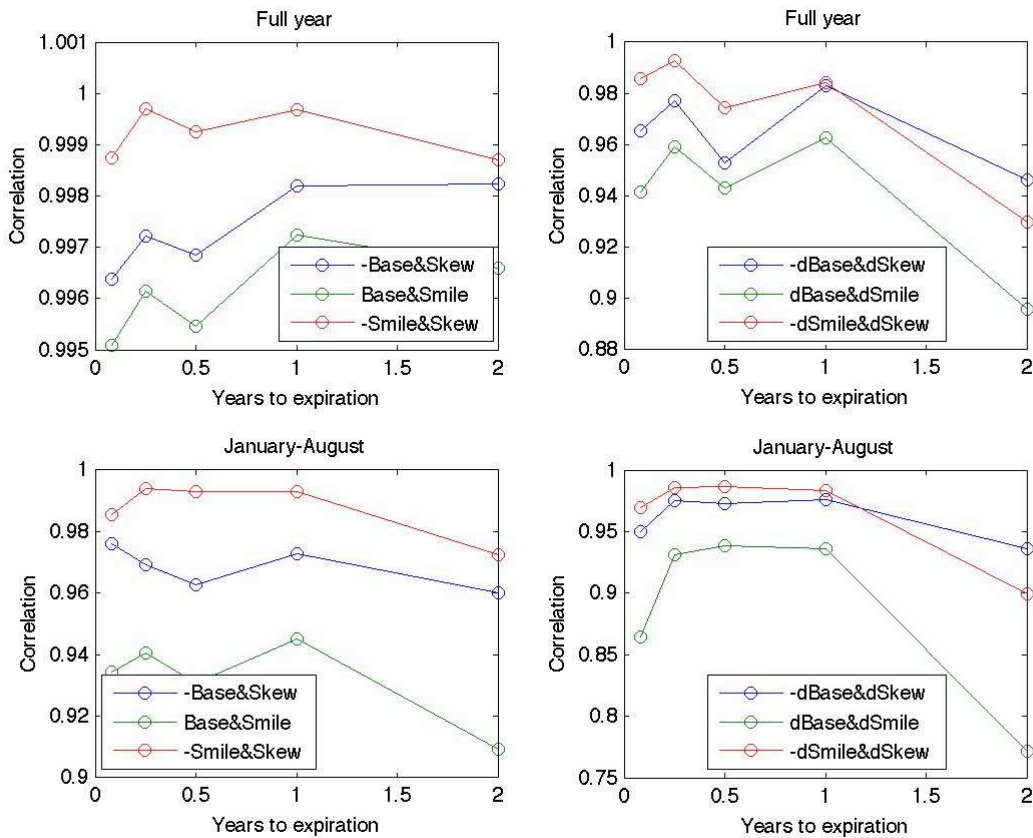 Full year
1.001
1
0.999
0.998
0.997
0.996
0.995
Correlation
-Base&Skew
Base&Smile
-Smile&Skew
0
0.5
1
1.5
2
Years to expiration
Full year
1
0.98
0.96
0.94
0.92
0.9
0.88
Correlation
-dBase&dSkew
dBase&dSmile
-dSmile&dSkew
0
0.5
1
1.5
2
Years to expiration
January-August
1
0.98
0.96
0.94
0.92
0.9
Correlation
-Base&Skew
Base&Smile
-Smile&Skew
0
0.5
1
1.5
2
Years to expiration
January-August
1
0.95
0.9
0.85
0.8
0.75
Correlation
-dBase&dSkew
dBase&dSmile
-dSmile&dSkew
0
0.5
1
1.5
2
Years to expiration